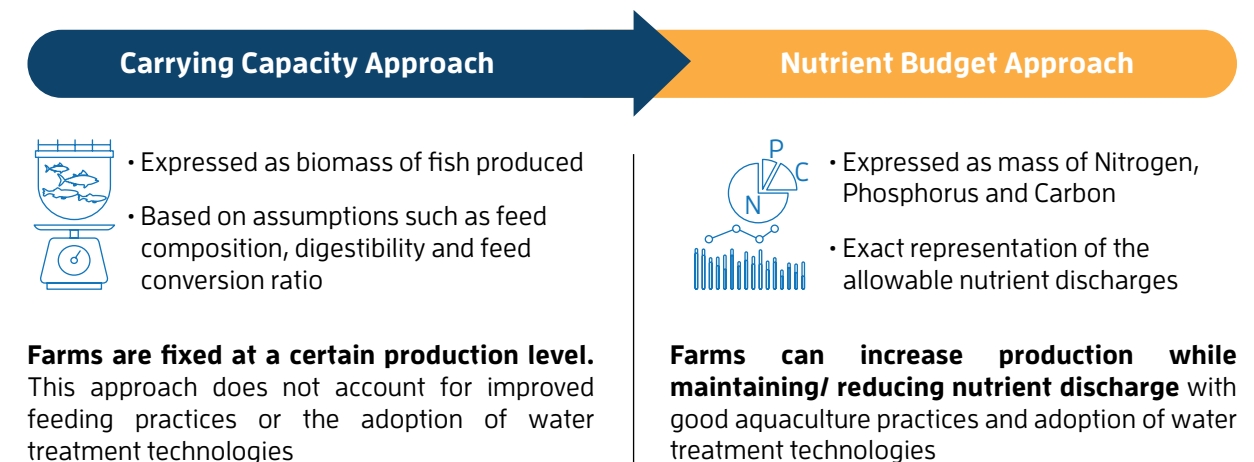 Carrying Capacity Approach
Nutrient Budget Approach
• Expressed as biomass of fish produced
• Based on assumptions such as feed
composition, digestibility and feed
conversion ratio
Farms are fixed at a certain production level.
This approach does not account for improved
feeding practices or the adoption of water
treatment technologies
P
C
N
• Expressed as mass of Nitrogen,
Phosphorus and Carbon
• Exact representation of the
allowable nutrient discharges
Farms can increase production while
maintaining/ reducing nutrient discharge with
good aquaculture practices and adoption of water
treatment technologies